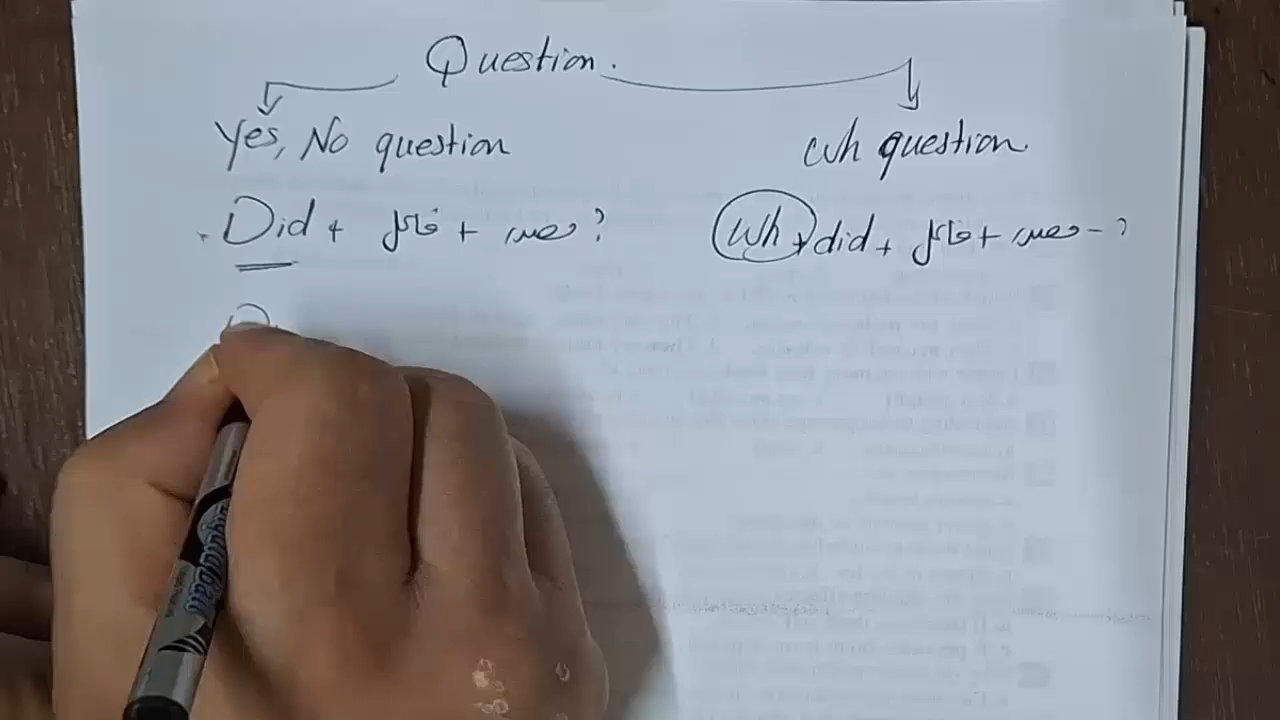 Question.
Yes, No question
Wh question.
. Did + فاعل + مصدر ?
Wh + did + فاعل + مصدر - ?
D